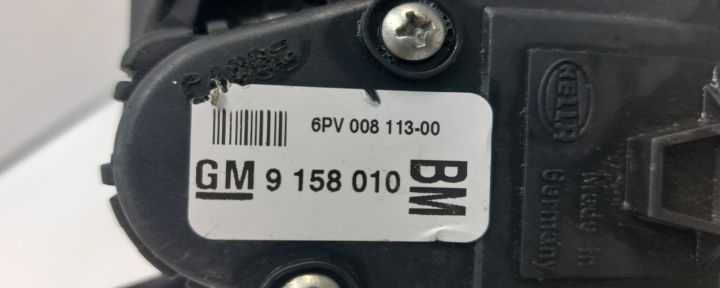 6PV 008 113-00
GM 9 158 010 BM
HELLA
Made in
Germany